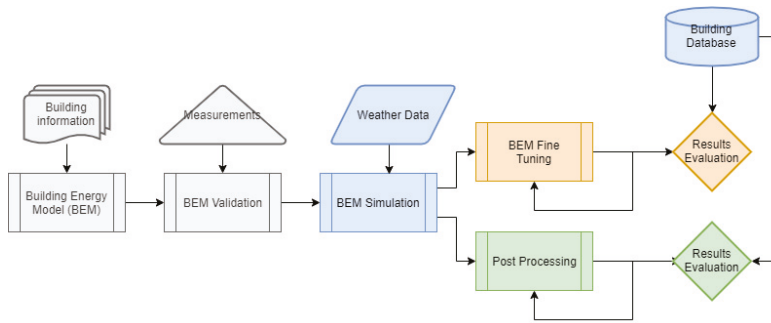 Building
Database
Building
information
Measurements
Weather Data
BEM Fine
Tuning
Results
Evaluation
Building Energy
Model (BEM)
BEM Validation
BEM Simulation
Post Processing
Results
Evaluation